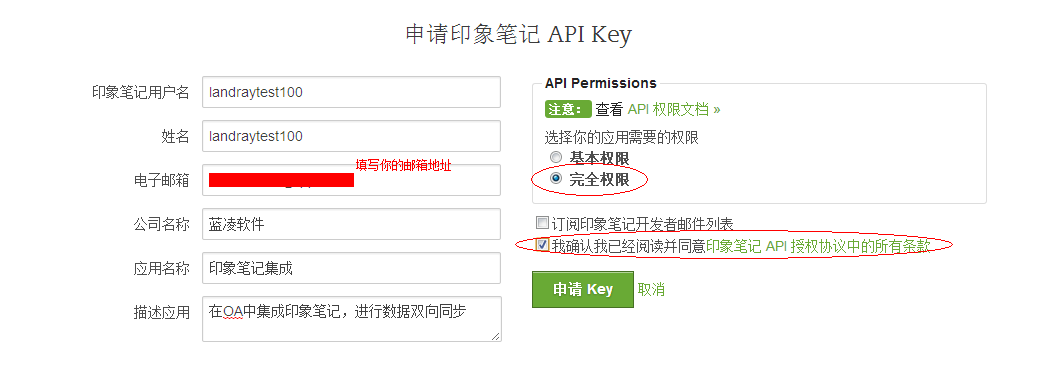 申请印象笔记 API Key
印象笔记用户名 landraytest100
姓名 landraytest100
电子邮箱 填写你的邮箱地址
公司名称 蓝凌软件
应用名称 印象笔记集成
描述应用 在OA中集成印象笔记，进行数据双向同步
API Permissions
注意： 查看 API 权限文档 »
选择你的应用需要的权限
基本权限
完全权限
订阅印象笔记开发者邮件列表
我确认我已经阅读并同意印象笔记 API 授权协议中的所有条款
申请 Key 取消